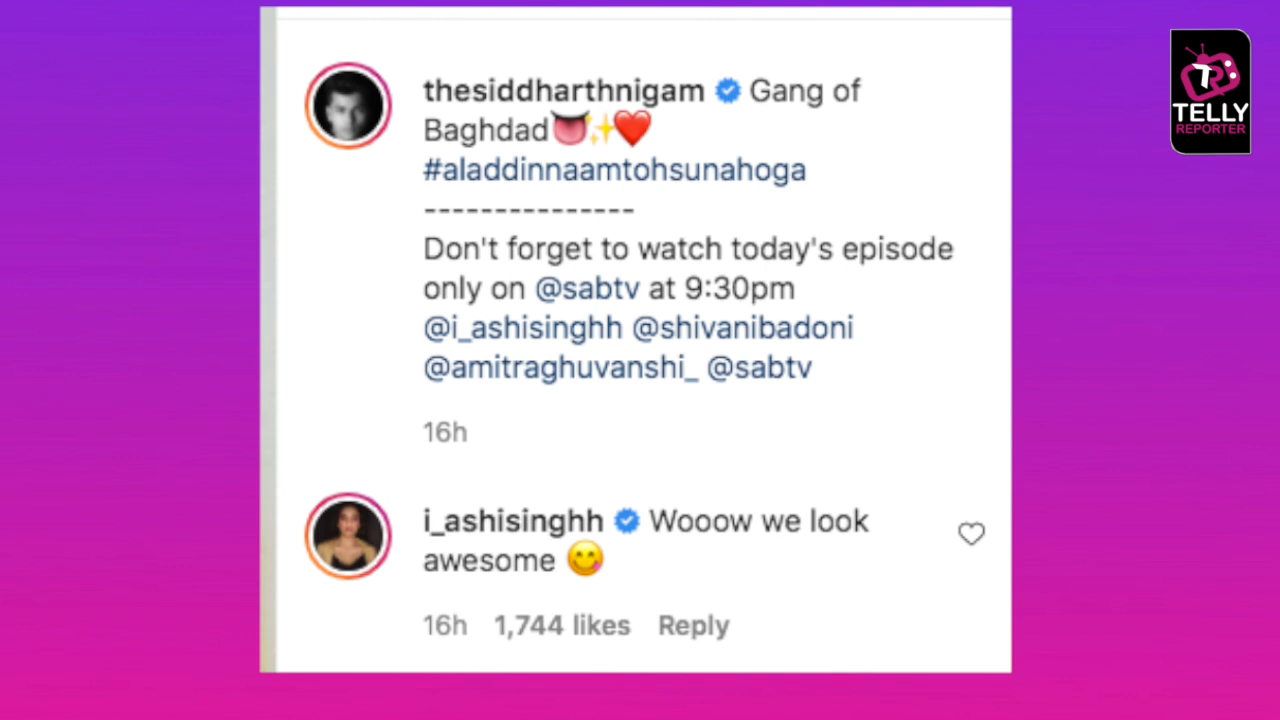 thesiddharthnigam Gang of
Baghdad👅✨❤️
#aladdinnaamtohsunahoga
---------------
Don't forget to watch today's episode
only on @sabtv at 9:30pm
@i_ashisinghh @shivanibadoni
@amitraghuvanshi_ @sabtv
16h
i_ashisinghh Wooow we look
awesome 😋
16h 1,744 likes Reply
TR
TELLY
REPORTER